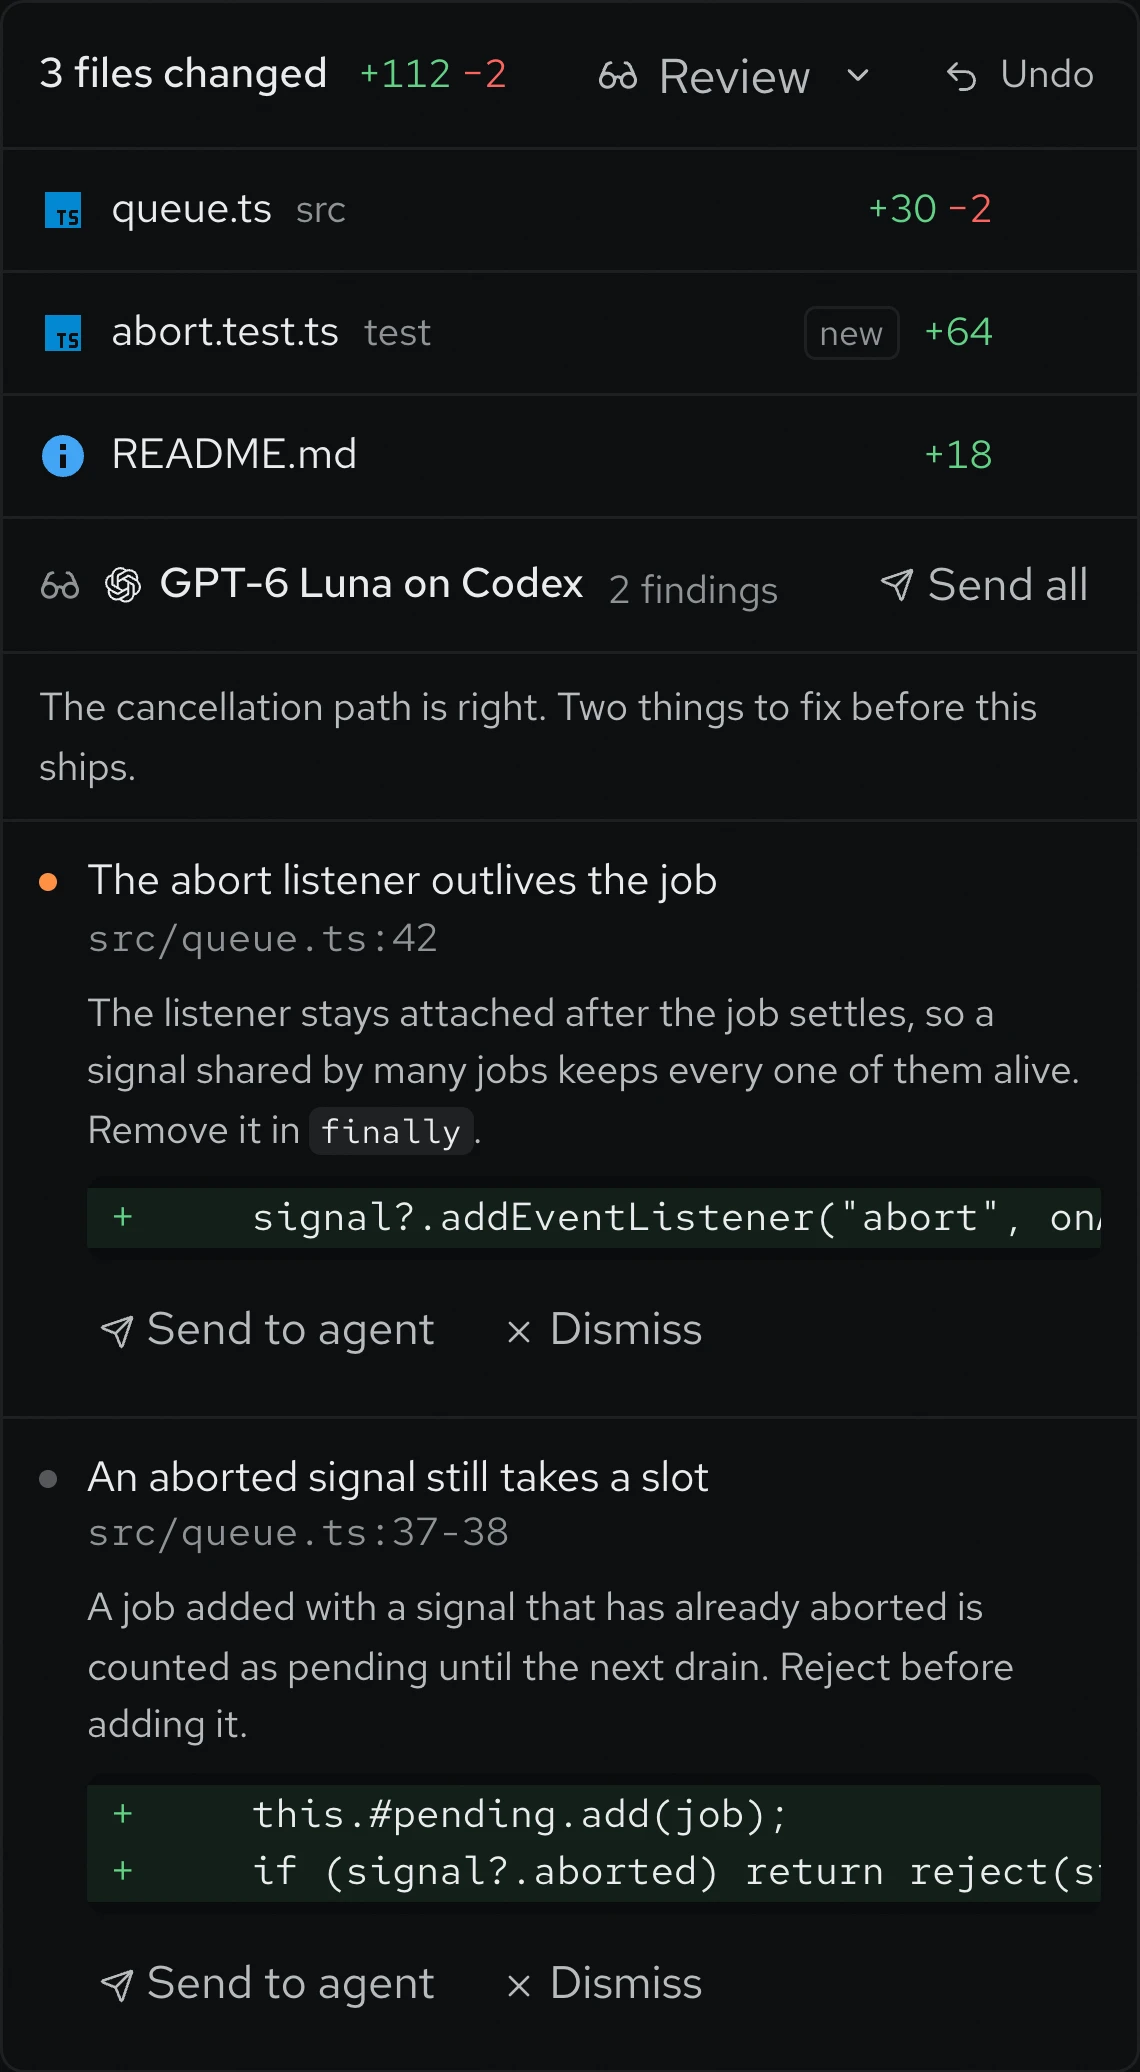 3 files changed +112 −2 Review Undo
TS queue.ts src +30 −2
TS abort.test.ts test new +64
README.md +18
GPT-6 Luna on Codex 2 findings Send all
The cancellation path is right. Two things to fix before this
ships.
The abort listener outlives the job
src/queue.ts:42
The listener stays attached after the job settles, so a
signal shared by many jobs keeps every one of them alive.
Remove it in finally.
+ signal?.addEventListener("abort", on
Send to agent × Dismiss
An aborted signal still takes a slot
src/queue.ts:37-38
A job added with a signal that has already aborted is
counted as pending until the next drain. Reject before
adding it.
+ this.#pending.add(job);
+ if (signal?.aborted) return reject(s
Send to agent × Dismiss